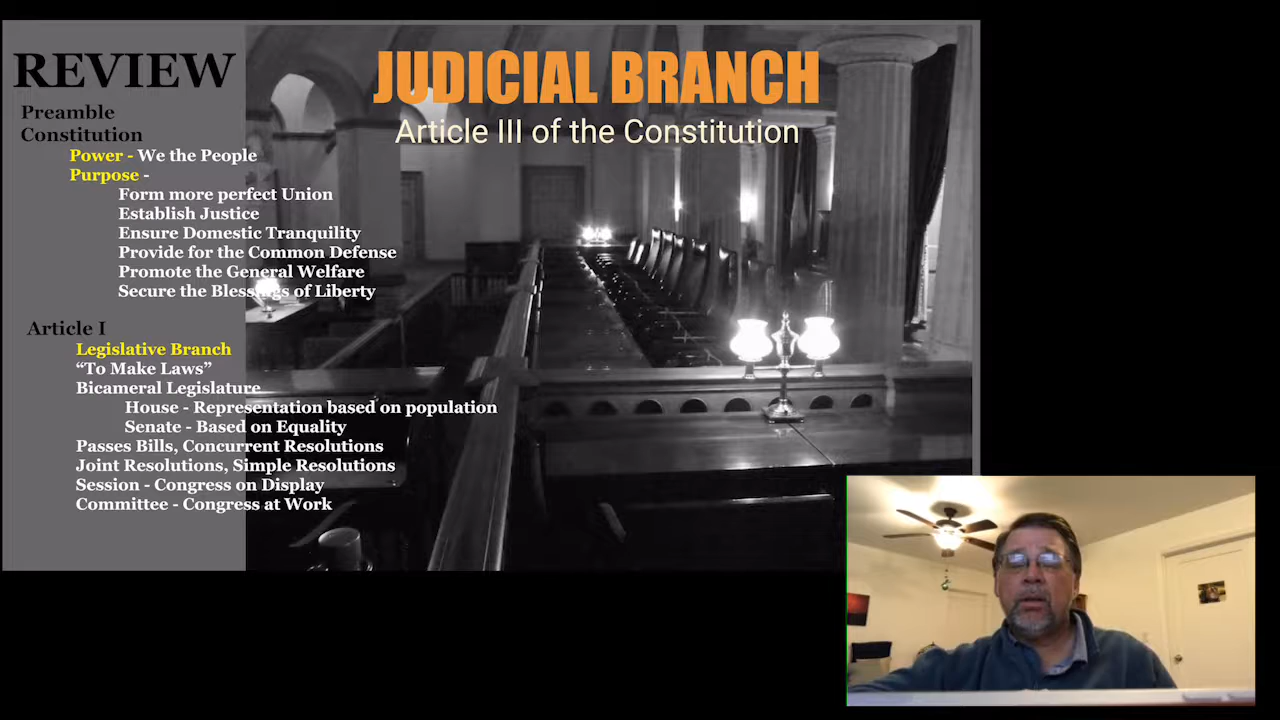 REVIEW
Preamble
Constitution
Power - We the People
Purpose -
Form more perfect Union
Establish Justice
Ensure Domestic Tranquility
Provide for the Common Defense
Promote the General Welfare
Secure the Blessings of Liberty
Article I
Legislative Branch
“To Make Laws”
Bicameral Legislature
House - Representation based on population
Senate - Based on Equality
Passes Bills, Concurrent Resolutions
Joint Resolutions, Simple Resolutions
Session - Congress on Display
Committee - Congress at Work
JUDICIAL BRANCH
Article III of the Constitution